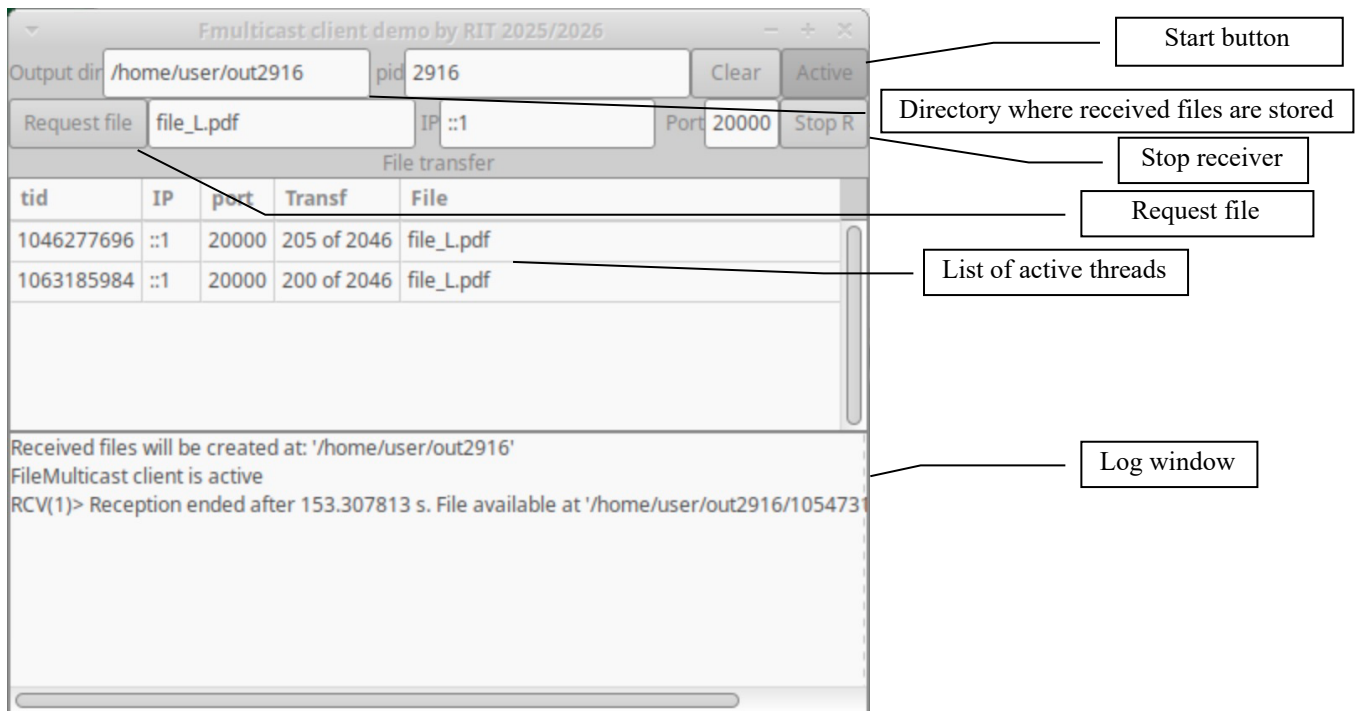 Fmulticast client demo by RIT 2025/2026
Start button
Output dir /home/user/out2916 pid 2916 Clear Active
Directory where received files are stored
Request file file_L.pdf IP ::1 Port 20000 Stop R
Stop receiver
File transfer
tid IP port Transf File
Request file
1046277696 ::1 20000 205 of 2046 file_L.pdf
List of active threads
1063185984 ::1 20000 200 of 2046 file_L.pdf
Received files will be created at: '/home/user/out2916'
Log window
FileMulticast client is active
RCV(1)> Reception ended after 153.307813 s. File available at '/home/user/out2916/1054731